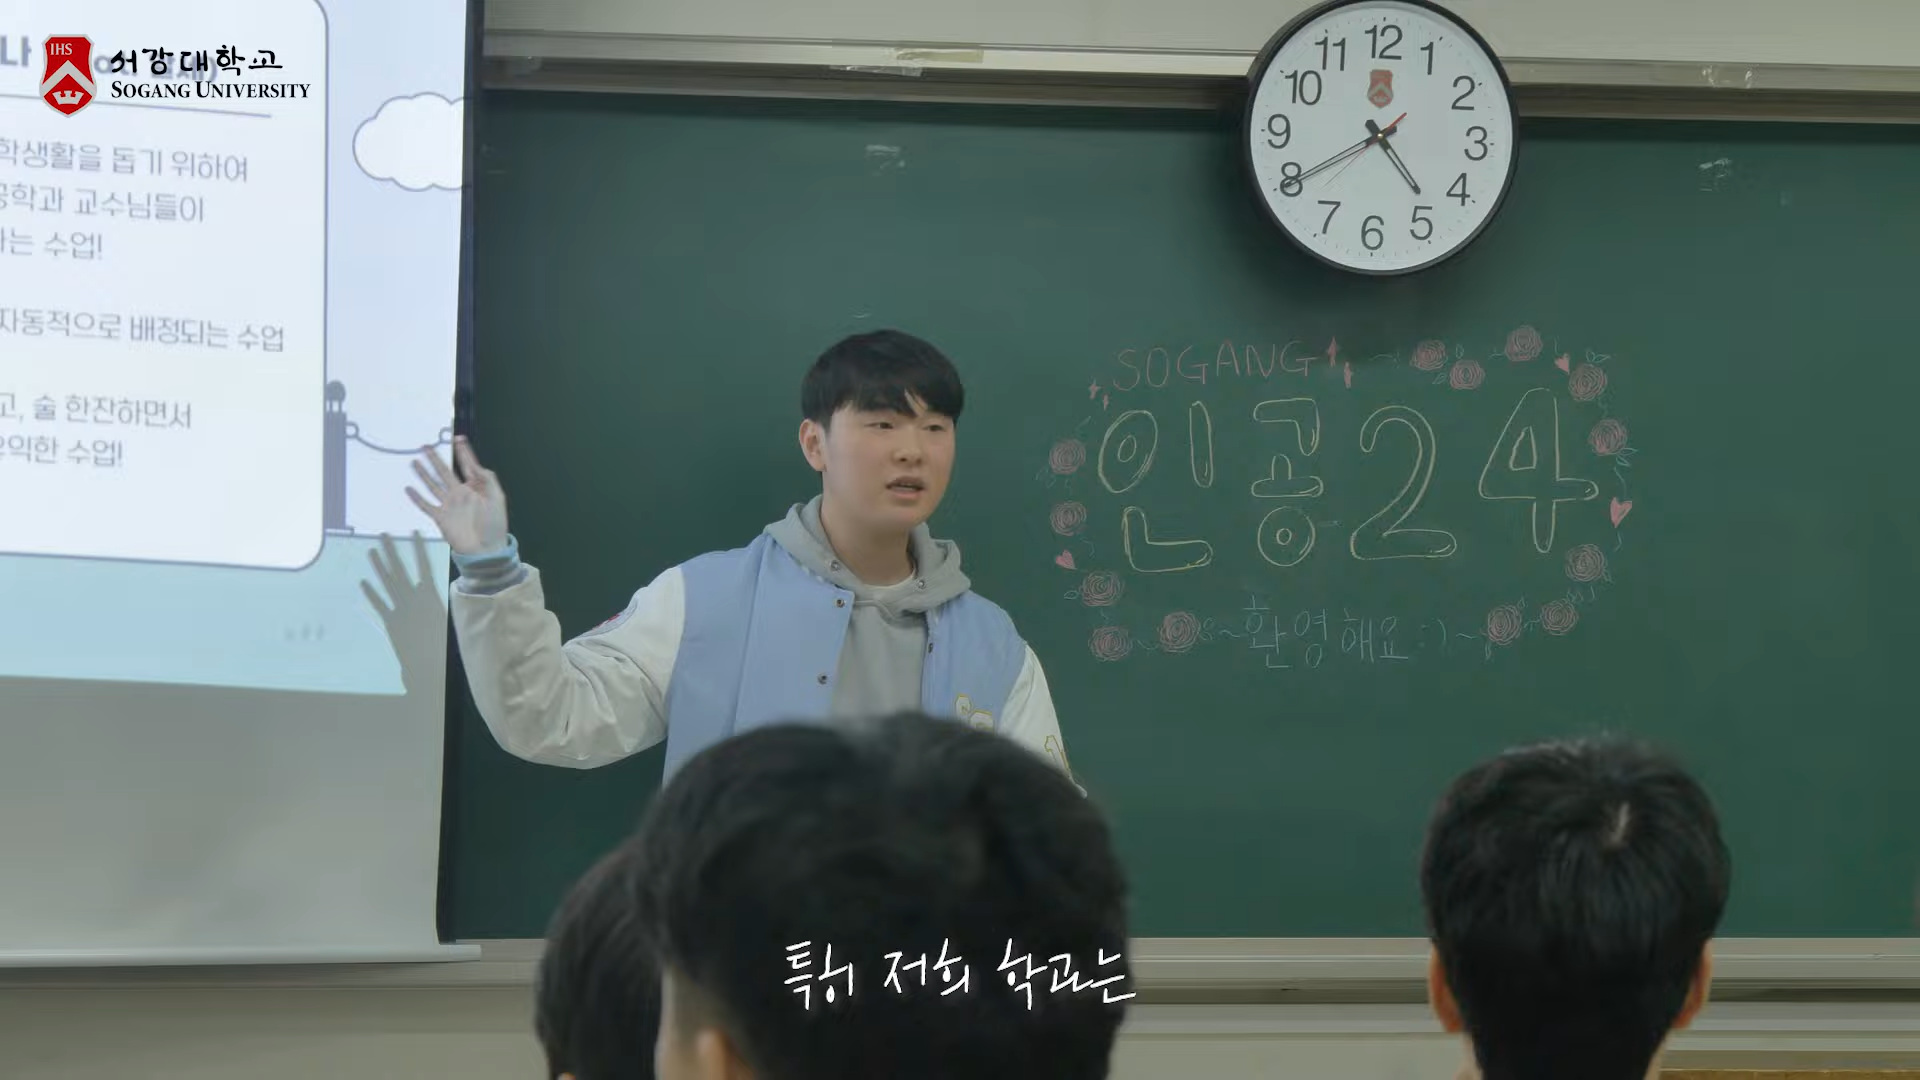 IHS
서강대학교
SOGANG UNIVERSITY
학생활을 돕기 위하여
공학과 교수님들이
하는 수업!
자동적으로 배정되는 수업
고, 술 한잔하면서
유익한 수업!
12
1
2
3
4
5
6
7
8
9
10
11
SOGANG
인공24
환영해요:)
특히 저희 학과는